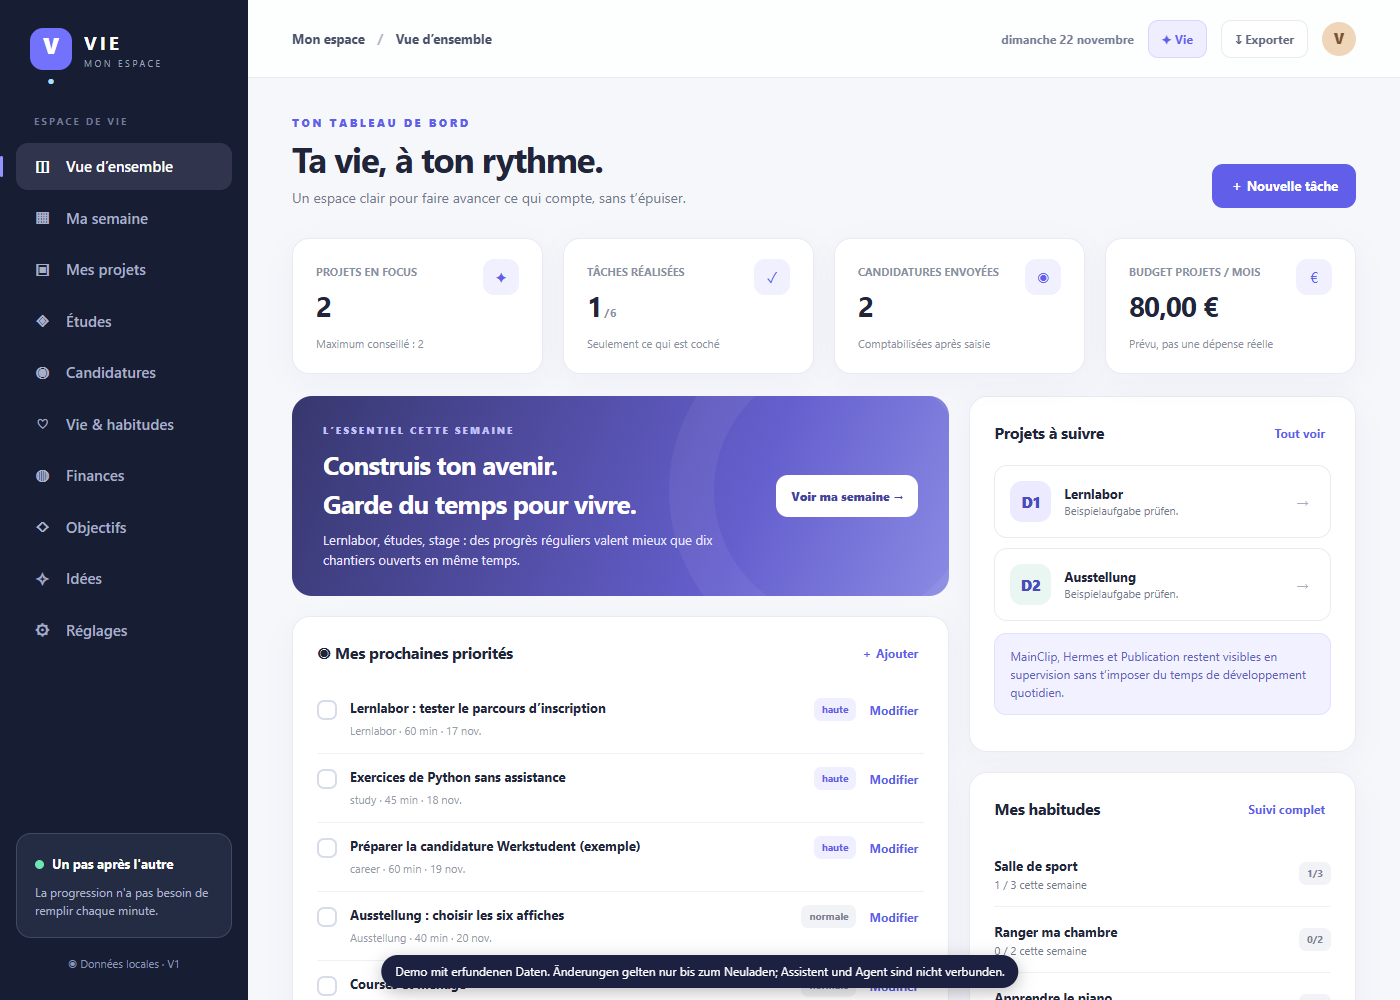 V VIE
MON ESPACE
ESPACE DE VIE
Vue d'ensemble
Ma semaine
Mes projets
Études
Candidatures
Vie & habitudes
Finances
Objectifs
Idées
Réglages
Un pas après l'autre
La progression n'a pas besoin de
remplir chaque minute.
Données locales · V1
Mon espace / Vue d'ensemble
dimanche 22 novembre
✦ Vie
↧ Exporter
V
TON TABLEAU DE BORD
Ta vie, à ton rythme.
Un espace clair pour faire avancer ce qui compte, sans t'épuiser.
+ Nouvelle tâche
PROJETS EN FOCUS
2
Maximum conseillé : 2
TÂCHES RÉALISÉES
1 /6
Seulement ce qui est coché
CANDIDATURES ENVOYÉES
2
Comptabilisées après saisie
BUDGET PROJETS / MOIS
€
80,00 €
Prévu, pas une dépense réelle
L'ESSENTIEL CETTE SEMAINE
Construis ton avenir.
Garde du temps pour vivre.
Lernlabor, études, stage : des progrès réguliers valent mieux que dix
chantiers ouverts en même temps.
Voir ma semaine →
◉ Mes prochaines priorités
+ Ajouter
Lernlabor : tester le parcours d'inscription
Lernlabor · 60 min · 17 nov.
haute
Modifier
Exercices de Python sans assistance
study · 45 min · 18 nov.
haute
Modifier
Préparer la candidature Werkstudent (exemple)
career · 60 min · 19 nov.
haute
Modifier
Ausstellung : choisir les six affiches
Ausstellung · 40 min · 20 nov.
normale
Modifier
Projets à suivre
Tout voir
D1
Lernlabor
Beispielaufgabe prüfen.
→
D2
Ausstellung
Beispielaufgabe prüfen.
→
MainClip, Hermes et Publication restent visibles en
supervision sans t'imposer du temps de développement
quotidien.
Mes habitudes
Suivi complet
Salle de sport
1 / 3 cette semaine
1/3
Ranger ma chambre
0 / 2 cette semaine
0/2
Apprendre le piano
Demo mit erfundenen Daten. Änderungen gelten nur bis zum Neuladen; Assistent und Agent sind nicht verbunden.